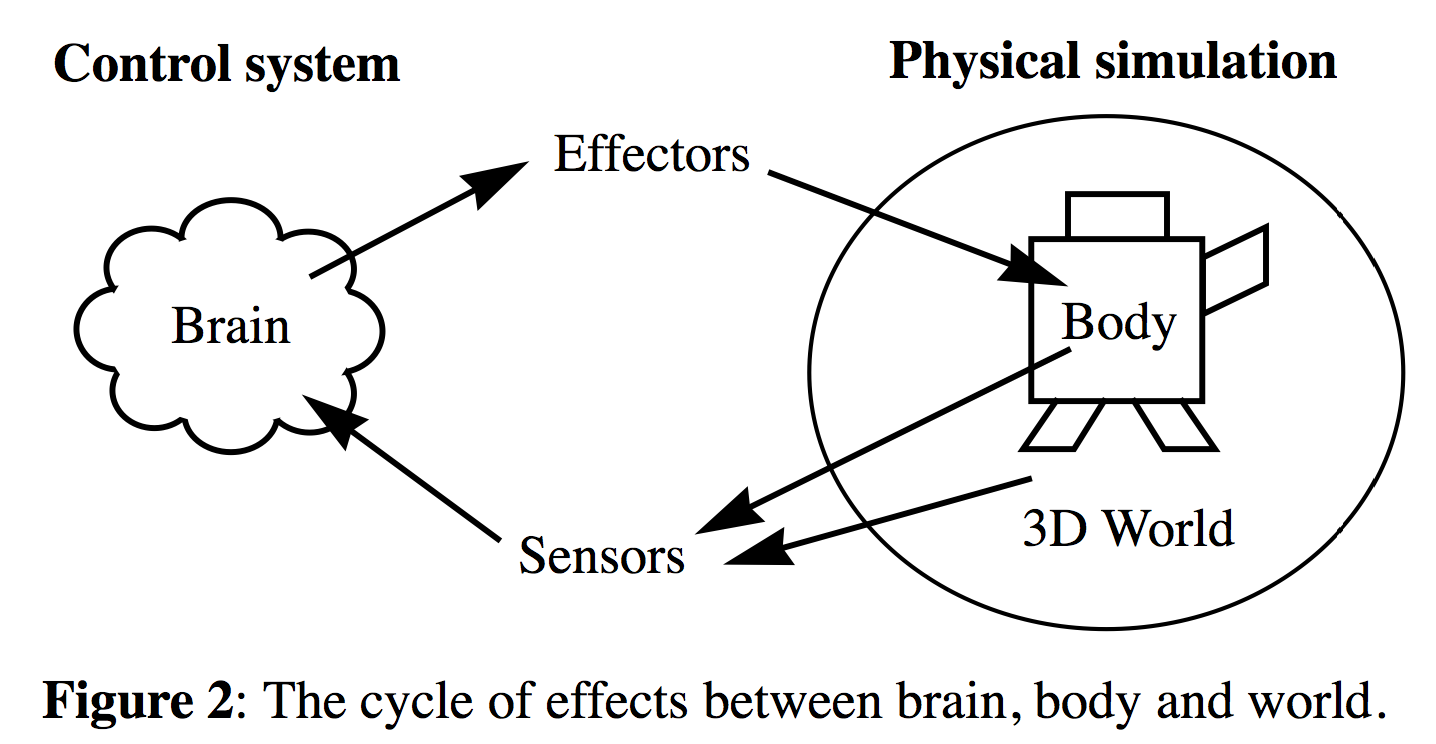 Control system
Physical simulation
Effectors
Brain
Body
3D World
Sensors
Figure 2: The cycle of effects between brain, body and world.